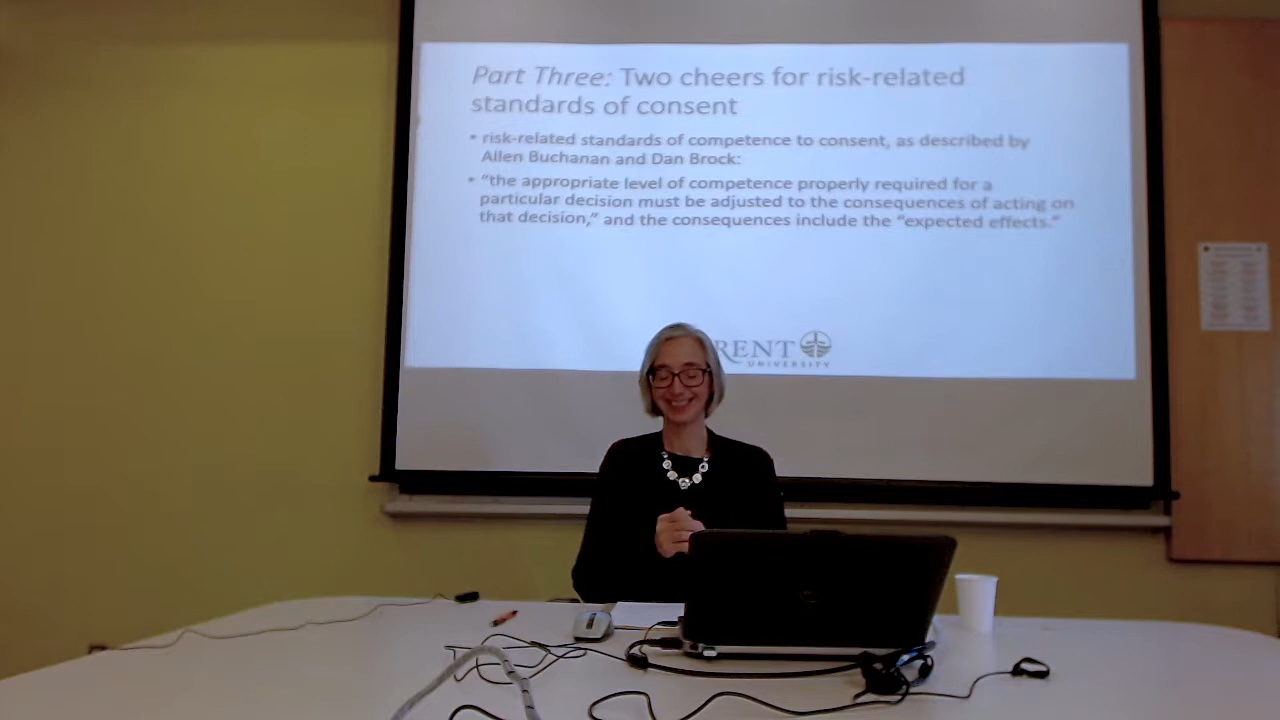 Part Three: Two cheers for risk-related
standards of consent
• risk-related standards of competence to consent, as described by
Allen Buchanan and Dan Brock:
• “the appropriate level of competence properly required for a
particular decision must be adjusted to the consequences of acting on
that decision,” and the consequences include the “expected effects.”
RENT
UNIVERSITY